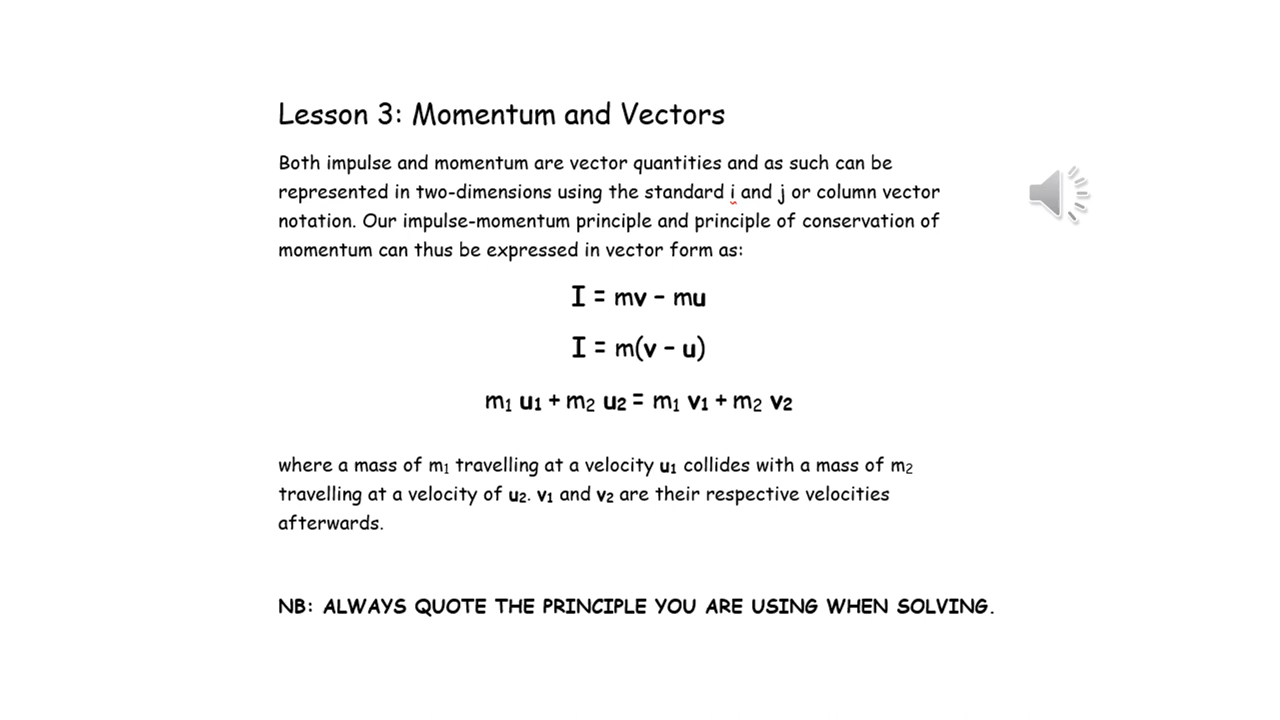 Lesson 3: Momentum and Vectors
Both impulse and momentum are vector quantities and as such can be
represented in two-dimensions using the standard i and j or column vector
notation. Our impulse-momentum principle and principle of conservation of
momentum can thus be expressed in vector form as:
I = mv – mu
I = m(v – u)
m₁ u₁ + m₂ u₂ = m₁ v₁ + m₂ v₂
where a mass of m₁ travelling at a velocity u₁ collides with a mass of m₂
travelling at a velocity of u₂. v₁ and v₂ are their respective velocities
afterwards.
NB: ALWAYS QUOTE THE PRINCIPLE YOU ARE USING WHEN SOLVING.